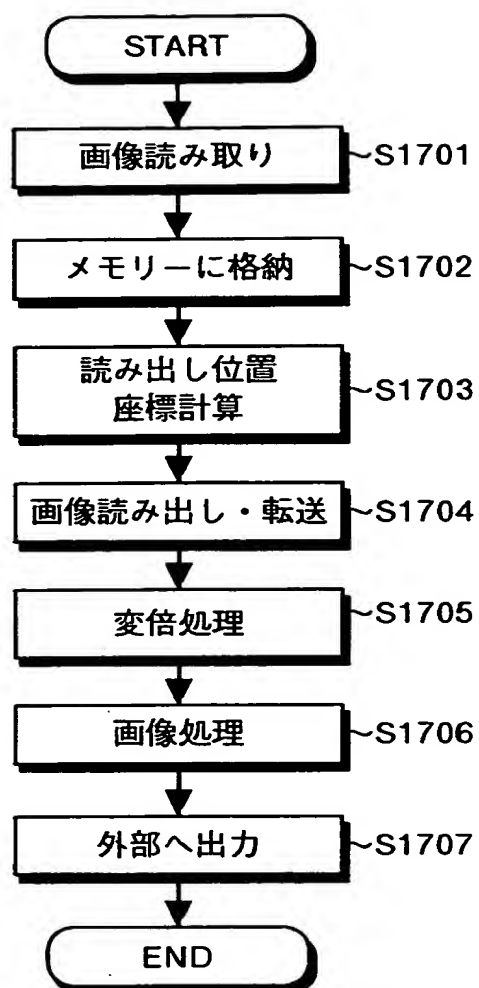 START
画像読み取り ~S1701
メモリーに格納 ~S1702
読み出し位置
座標計算 ~S1703
画像読み出し・転送 ~S1704
変倍処理 ~S1705
画像処理 ~S1706
外部へ出力 ~S1707
END